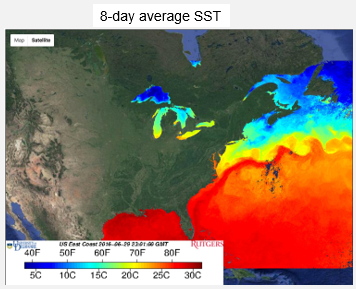 8-day average SST
Map Satellite
US East Coast 2016-06-29 23:01:00 GMT
RUTGERS
40F 50F 60F 70F 80F
5C 10C 15C 20C 25C 30C